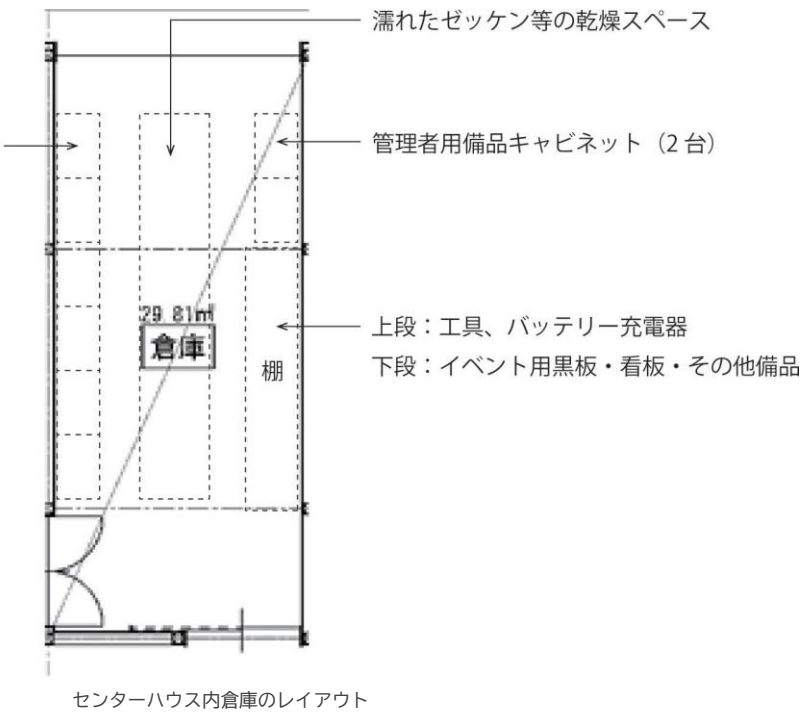 濡れたゼッケン等の乾燥スペース
管理者用備品キャビネット（2 台）
29.81㎡
倉庫
棚
上段：工具、バッテリー充電器
下段：イベント用黒板・看板・その他備品
センターハウス内倉庫のレイアウト